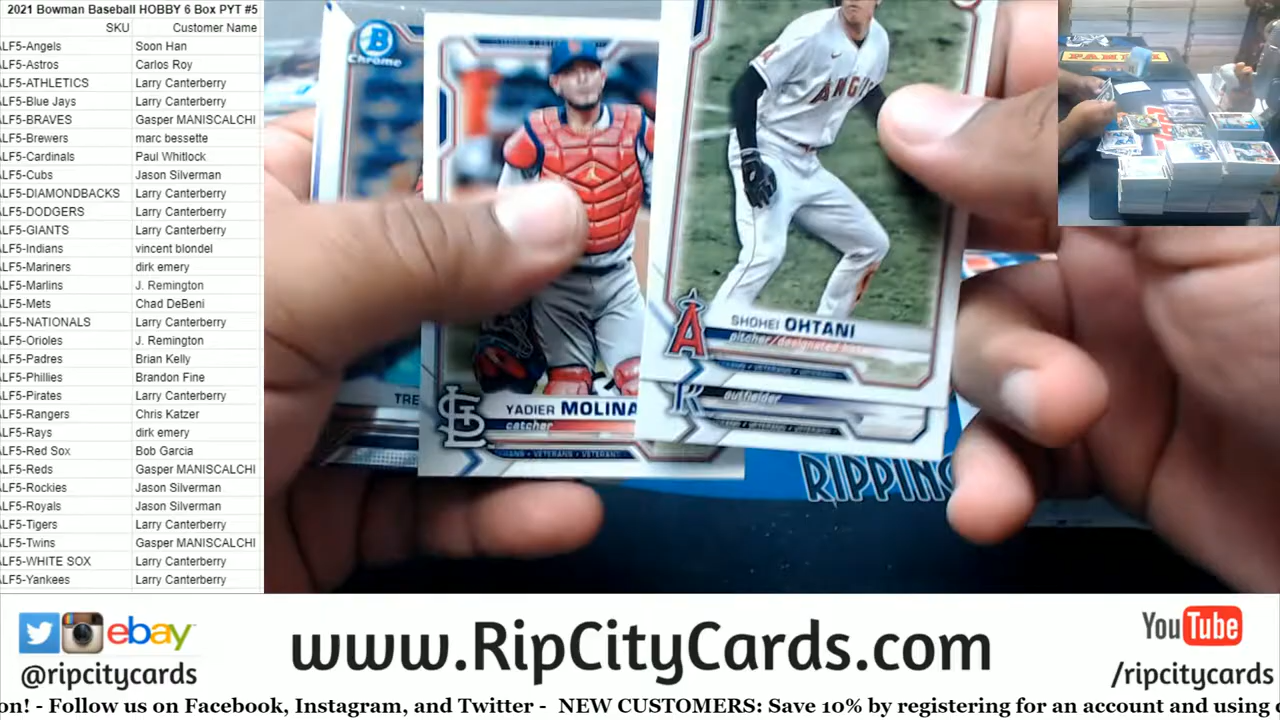 2021 Bowman Baseball HOBBY 6 Box PYT #5
SKU Customer Name
ALF5-Angels Soon Han
ALF5-Astros Carlos Roy
ALF5-ATHLETICS Larry Canterberry
ALF5-Blue Jays Larry Canterberry
ALF5-BRAVES Gasper MANISCALCHI
ALF5-Brewers marc bessette
ALF5-Cardinals Paul Whitlock
ALF5-Cubs Jason Silverman
ALF5-DIAMONDBACKS Larry Canterberry
ALF5-DODGERS Larry Canterberry
ALF5-GIANTS Larry Canterberry
ALF5-Indians vincent blondel
ALF5-Mariners dirk emery
ALF5-Marlins J. Remington
ALF5-Mets Chad DeBeni
ALF5-NATIONALS Larry Canterberry
ALF5-Orioles J. Remington
ALF5-Padres Brian Kelly
ALF5-Phillies Brandon Fine
ALF5-Pirates Larry Canterberry
ALF5-Rangers Chris Katzer
ALF5-Rays dirk emery
ALF5-Red Sox Bob Garcia
ALF5-Reds Gasper MANISCALCHI
ALF5-Rockies Jason Silverman
ALF5-Royals Jason Silverman
ALF5-Tigers Larry Canterberry
ALF5-Twins Gasper MANISCALCHI
ALF5-WHITE SOX Larry Canterberry
ALF5-Yankees Larry Canterberry
B
Chrome
TRE
YADIER MOLINA
catcher
VETERANS
ANGE
SHOHEI OHTANI
pitcher/designated
VETERANS
outfielder
VETERANS
RIPPING
PANINI
ebay
@ripcitycards
www.RipCityCards.com
YouTube
/ripcitycards
on! - Follow us on Facebook, Instagram, and Twitter - NEW CUSTOMERS: Save 10% by registering for an account and using